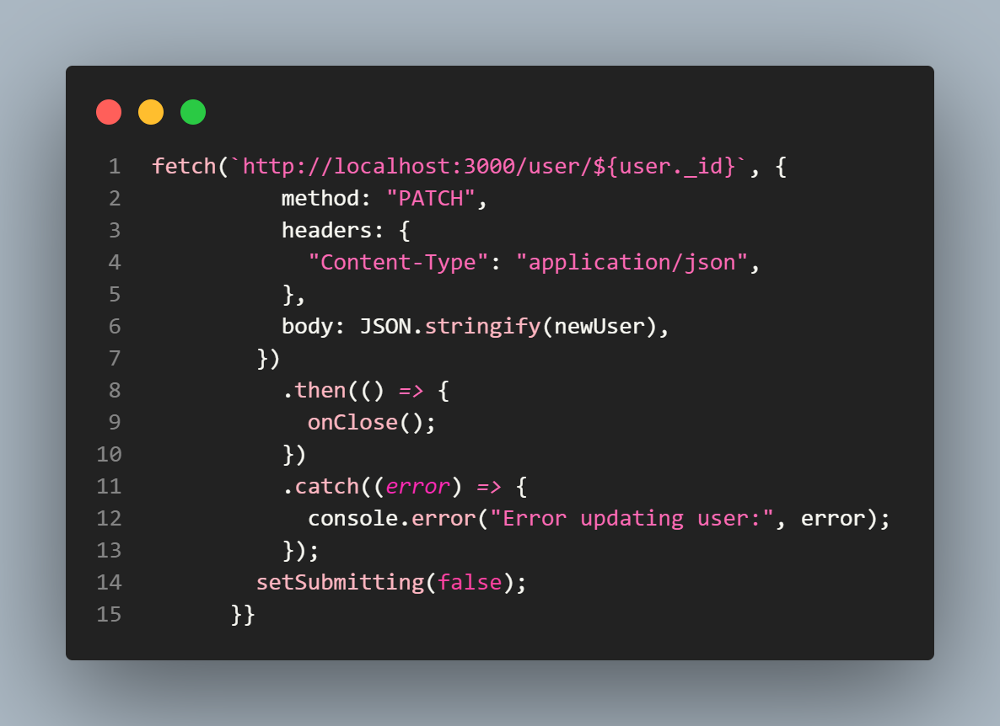 1 fetch(`http://localhost:3000/user/${user._id}`, {
2           method: "PATCH",
3           headers: {
4             "Content-Type": "application/json",
5           },
6           body: JSON.stringify(newUser),
7         })
8           .then(() => {
9             onClose();
10           })
11           .catch((error) => {
12             console.error("Error updating user:", error);
13           });
14         setSubmitting(false);
15       }}